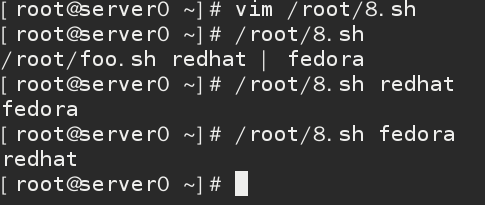 [root@server0 ~]# vim /root/8.sh
[root@server0 ~]# /root/8.sh
/root/foo.sh redhat | fedora
[root@server0 ~]# /root/8.sh redhat
fedora
[root@server0 ~]# /root/8.sh fedora
redhat
[root@server0 ~]#